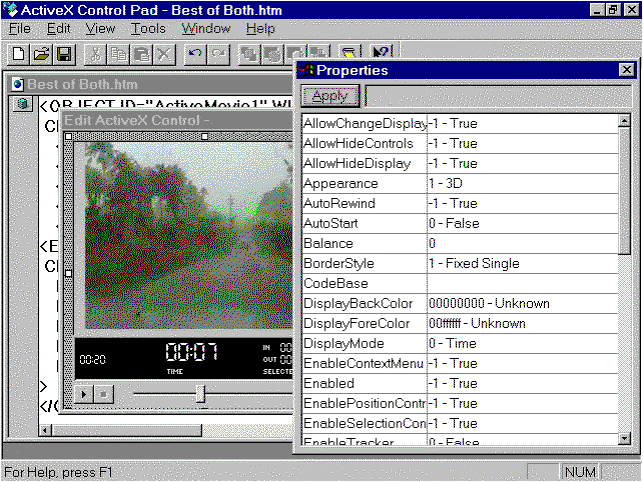 ActiveX Control Pad - Best of Both.htm
File Edit View Tools Window Help
Best of Both.htm
<OBJECT ID="ActiveMovie1" WI
Edit ActiveX Control -
00:20
00:07
TIME
IN
OUT
SELECTE
Properties
Apply
AllowChangeDisplay -1 - True
AllowHideControls -1 - True
AllowHideDisplay -1 - True
Appearance 1 - 3D
AutoRewind -1 - True
AutoStart 0 - False
Balance 0
BorderStyle 1 - Fixed Single
CodeBase
DisplayBackColor 00000000 - Unknown
DisplayForeColor 00ffffff - Unknown
DisplayMode 0 - Time
EnableContextMenu -1 - True
Enabled -1 - True
EnablePositionContr -1 - True
EnableSelectionCon -1 - True
EnableTracker 0 - False
For Help, press F1
NUM